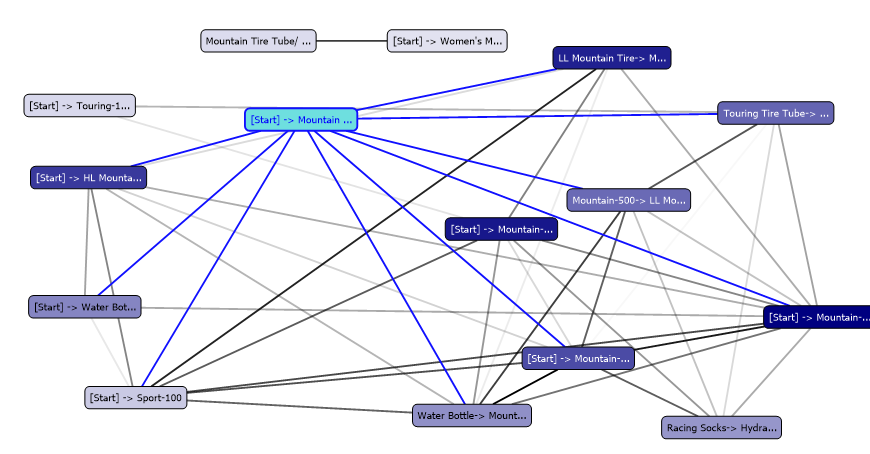 Mountain Tire Tube/ ...
[Start] -> Women's M...
LL Mountain Tire-> M...
[Start] -> Touring-1...
[Start] -> Mountain ...
Touring Tire Tube-> ...
[Start] -> HL Mounta...
Mountain-500-> LL Mo...
[Start] -> Mountain-...
[Start] -> Water Bot...
[Start] -> Mountain-...
[Start] -> Mountain-...
[Start] -> Sport-100
Water Bottle-> Mount...
Racing Socks-> Hydra...